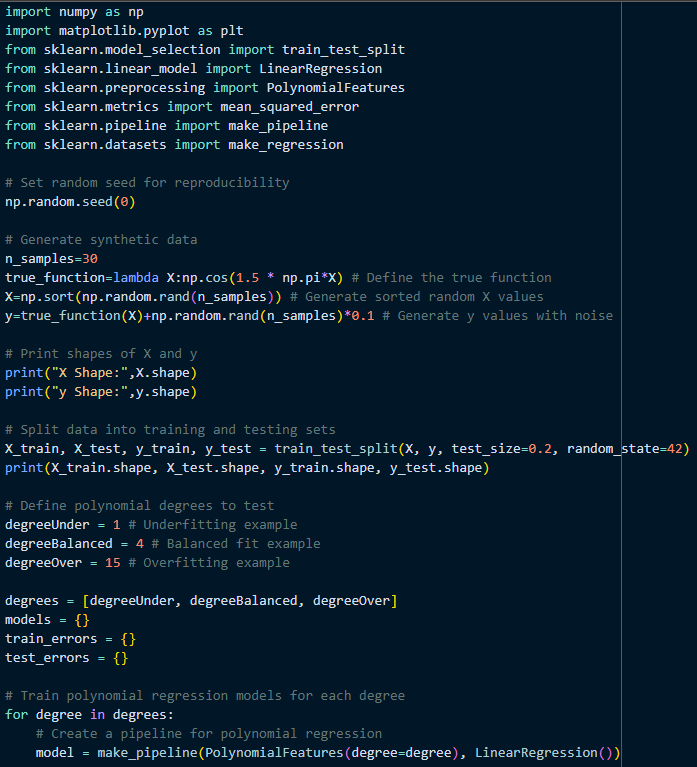 import numpy as np
import matplotlib.pyplot as plt
from sklearn.model_selection import train_test_split
from sklearn.linear_model import LinearRegression
from sklearn.preprocessing import PolynomialFeatures
from sklearn.metrics import mean_squared_error
from sklearn.pipeline import make_pipeline
from sklearn.datasets import make_regression

# Set random seed for reproducibility
np.random.seed(0)

# Generate synthetic data
n_samples=30
true_function=lambda X:np.cos(1.5 * np.pi*X) # Define the true function
X=np.sort(np.random.rand(n_samples)) # Generate sorted random X values
y=true_function(X)+np.random.rand(n_samples)*0.1 # Generate y values with noise

# Print shapes of X and y
print("X Shape:",X.shape)
print("y Shape:",y.shape)

# Split data into training and testing sets
X_train, X_test, y_train, y_test = train_test_split(X, y, test_size=0.2, random_state=42)
print(X_train.shape, X_test.shape, y_train.shape, y_test.shape)

# Define polynomial degrees to test
degreeUnder = 1 # Underfitting example
degreeBalanced = 4 # Balanced fit example
degreeOver = 15 # Overfitting example

degrees = [degreeUnder, degreeBalanced, degreeOver]
models = {}
train_errors = {}
test_errors = {}

# Train polynomial regression models for each degree
for degree in degrees:
    # Create a pipeline for polynomial regression
    model = make_pipeline(PolynomialFeatures(degree=degree), LinearRegression())